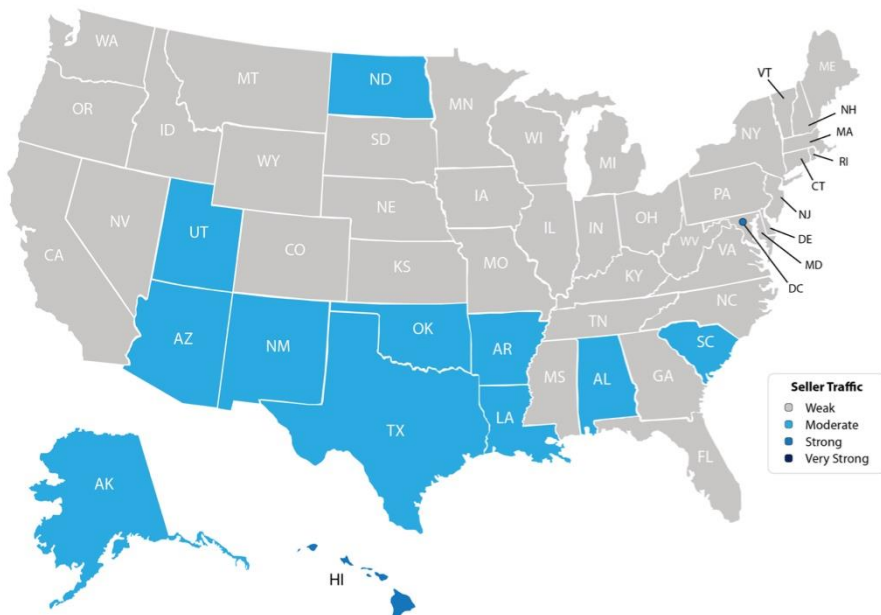 WA
MT
ND
MN
ME
VT
NH
OR
ID
SD
WI
NY
MA
RI
WY
MI
CT
IA
PA
NV
NE
NJ
OH
UT
IL
IN
DE
CA
CO
WV
MD
KS
MO
VA
KY
DC
NC
TN
OK
AZ
NM
AR
SC
MS
AL
GA
TX
LA
FL
AK
HI
Seller Traffic
Weak
Moderate
Strong
Very Strong